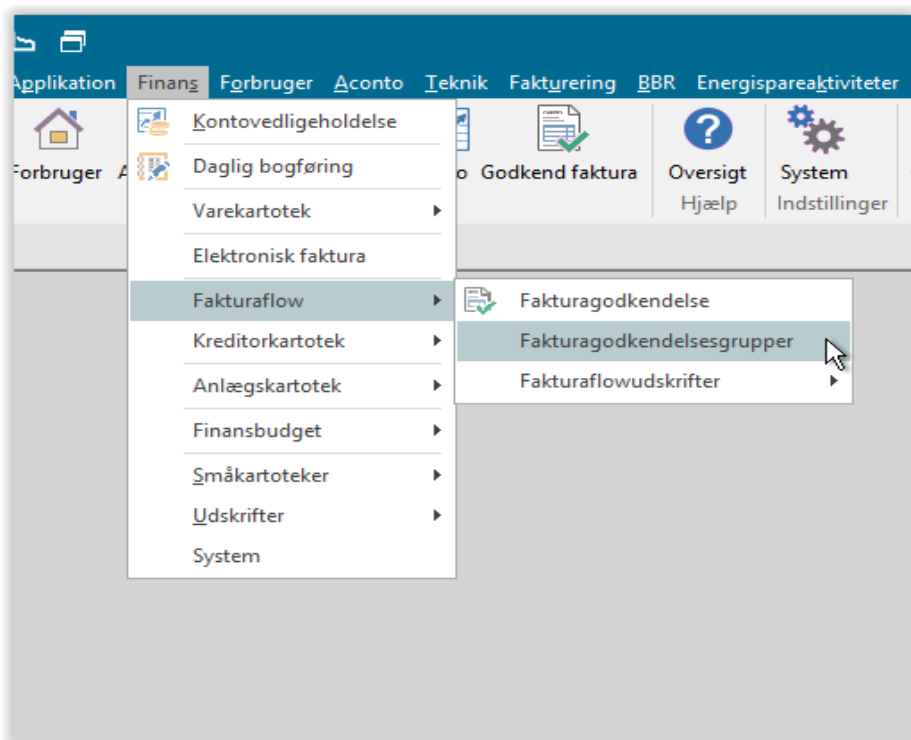 Applikation Finans Forbruger Aconto Teknik Fakturering BBR Energispareaktiviteter
Forbruger Godkend faktura Oversigt System
Hjælp Indstillinger
Kontovedligeholdelse
Daglig bogføring
Varekartotek
Elektronisk faktura
Fakturaflow
Kreditorkartotek
Anlægskartotek
Finansbudget
Småkartoteker
Udskrifter
System
Fakturagodkendelse
Fakturagodkendelsesgrupper
Fakturaflowudskrifter